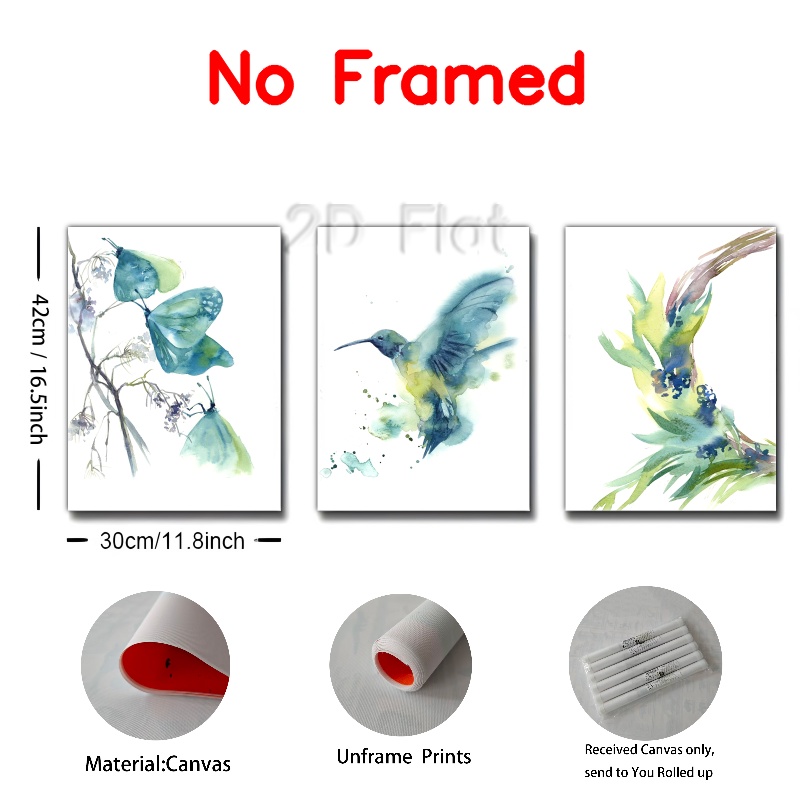 No Framed
2D Flat
42cm / 16.5inch
30cm/11.8inch
Material:Canvas
Unframe Prints
Received Canvas only,
send to You Rolled up